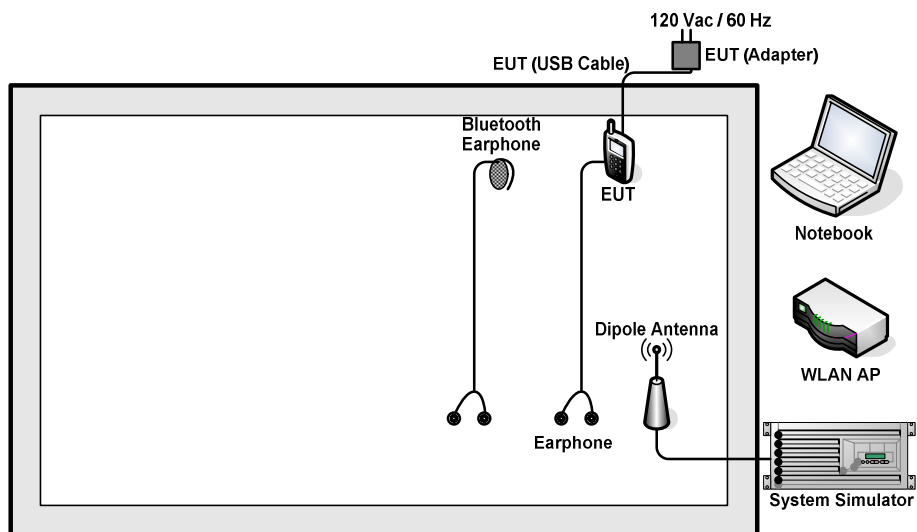 120 Vac / 60 Hz
EUT (Adapter)
EUT (USB Cable)
Bluetooth
Earphone
EUT
Notebook
Dipole Antenna
WLAN AP
Earphone
System Simulator